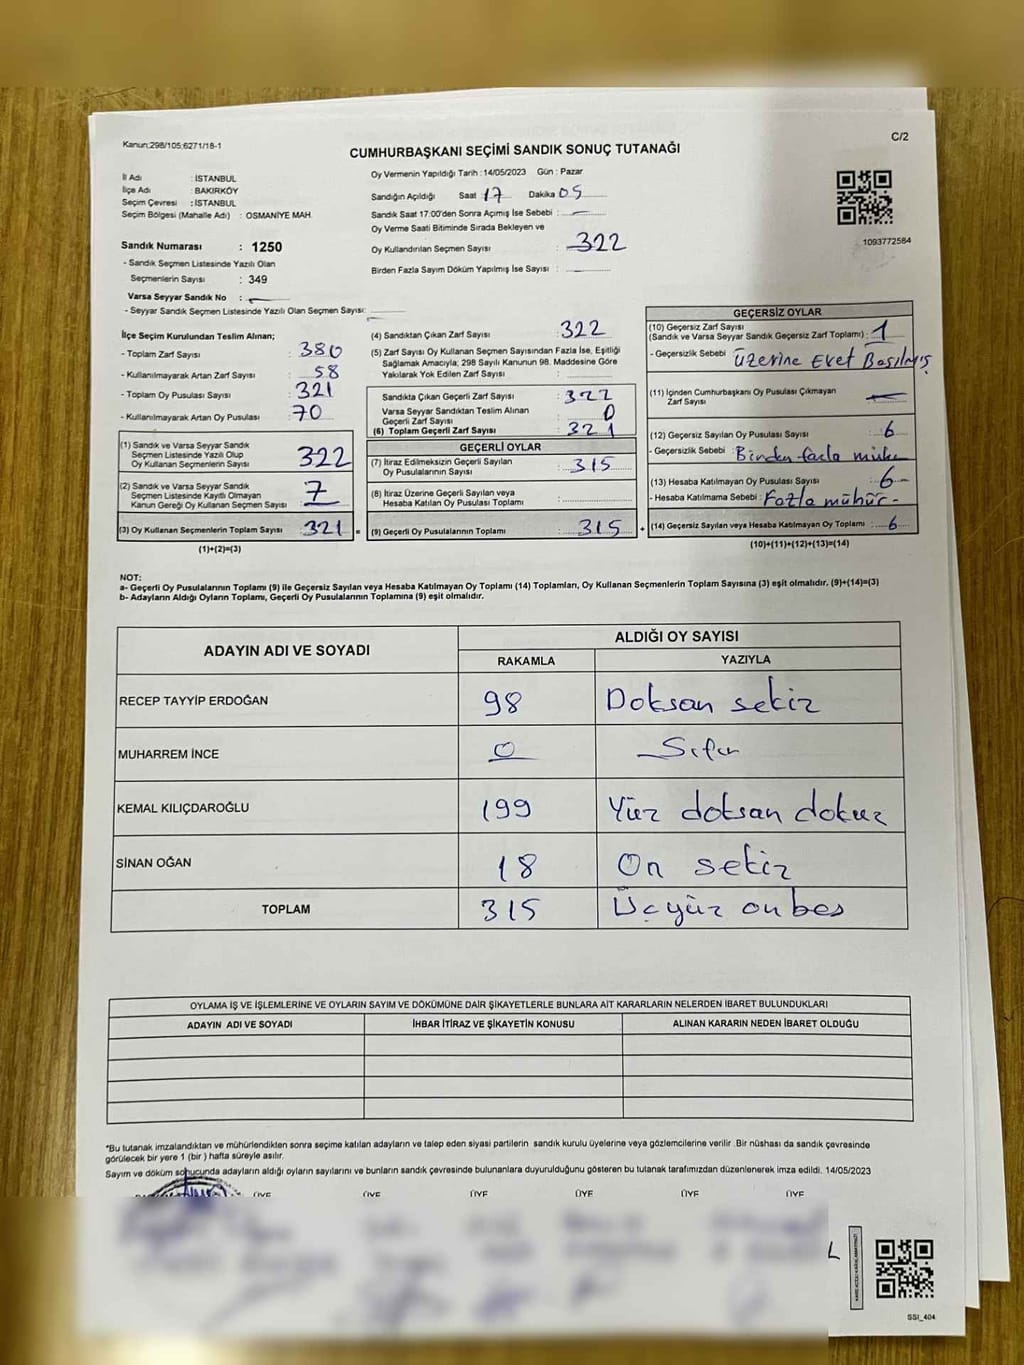 Kanun;298/105;6271/18-1
C/2
CUMHURBAŞKANI SEÇİMİ SANDIK SONUÇ TUTANAĞI
İl Adı : İSTANBUL
İlçe Adı : BAKIRKÖY
Seçim Çevresi : İSTANBUL
Seçim Bölgesi (Mahalle Adı) : OSMANİYE MAH.
Sandık Numarası : 1250
- Sandık Seçmen Listesinde Yazılı Olan
Seçmenlerin Sayısı : 349
Varsa Seyyar Sandık No :
- Seyyar Sandık Seçmen Listesinde Yazılı Olan Seçmen Sayısı:
Oy Vermenin Yapıldığı Tarih : 14/05/2023 Gün : Pazar
Sandığın Açıldığı Saat 17 Dakika 05
Sandık Saat 17:00'den Sonra Açımış İse Sebebi :
Oy Verme Saati Bitiminde Sırada Bekleyen ve
Oy Kullandırılan Seçmen Sayısı : 322
Birden Fazla Sayım Döküm Yapılmış İse Sayısı :
1093772584
İlçe Seçim Kurulundan Teslim Alınan;
- Toplam Zarf Sayısı : 380
- Kullanılmayarak Artan Zarf Sayısı : 58
- Toplam Oy Pusulası Sayısı : 321
- Kullanılmayarak Artan Oy Pusulası : 70
(1) Sandık ve Varsa Seyyar Sandık
Seçmen Listesinde Yazılı Olup
Oy Kullanan Seçmenlerin Sayısı 322
(2) Sandık ve Varsa Seyyar Sandık
Seçmen Listesinde Kayıtlı Olmayan
Kanun Gereği Oy Kullanan Seçmen Sayısı 7
(3) Oy Kullanan Seçmenlerin Toplam Sayısı 321 =
(1)+(2)=(3)
(4) Sandıktan Çıkan Zarf Sayısı : 322
(5) Zarf Sayısı Oy Kullanan Seçmen Sayısından Fazla İse, Eşitliği
Sağlamak Amacıyla; 298 Sayılı Kanunun 98. Maddesine Göre
Yakılarak Yok Edilen Zarf Sayısı :
Sandıkta Çıkan Geçerli Zarf Sayısı : 322
Varsa Seyyar Sandıktan Teslim Alınan
Geçerli Zarf Sayısı : 0
(6) Toplam Geçerli Zarf Sayısı : 321
GEÇERLİ OYLAR
(7) İtiraz Edilmeksizin Geçerli Sayılan
Oy Pusulalarının Sayısı : 315
(8) İtiraz Üzerine Geçerli Sayılan veya
Hesaba Katılan Oy Pusulası Toplamı :
(9) Geçerli Oy Pusulalarının Toplamı : 315 +
GEÇERSİZ OYLAR
(10) Geçersiz Zarf Sayısı
(Sandık ve Varsa Seyyar Sandık Geçersiz Zarf Toplamı) : 1
- Geçersizlik Sebebi : üzerine Evet Basılmış
(11) İçinden Cumhurbaşkanı Oy Pusulası Çıkmayan
Zarf Sayısı :
(12) Geçersiz Sayılan Oy Pusulası Sayısı : 6
- Geçersizlik Sebebi : Birden fazla mühür
(13) Hesaba Katılmayan Oy Pusulası Sayısı : 6
- Hesaba Katılmama Sebebi : Fazla mühür -
(14) Geçersiz Sayılan veya Hesaba Katılmayan Oy Toplamı : 6
(10)+(11)+(12)+(13)=(14)
NOT:
a- Geçerli Oy Pusulalarının Toplamı (9) ile Geçersiz Sayılan veya Hesaba Katılmayan Oy Toplamı (14) Toplamları, Oy Kullanan Seçmenlerin Toplam Sayısına (3) eşit olmalıdır. (9)+(14)=(3)
b- Adayların Aldığı Oyların Toplamı, Geçerli Oy Pusulalarının Toplamına (9) eşit olmalıdır.
ADAYIN ADI VE SOYADI
ALDIĞI OY SAYISI
RAKAMLA YAZIYLA
RECEP TAYYİP ERDOĞAN 98 Doksan sekiz
MUHARREM İNCE 0 Sıfır
KEMAL KILIÇDAROĞLU 199 Yüz doksan dokuz
SİNAN OĞAN 18 On sekiz
TOPLAM 315 Üçyüz onbes
OYLAMA İŞ VE İŞLEMLERİNE VE OYLARIN SAYIM VE DÖKÜMÜNE DAİR ŞİKAYETLERLE BUNLARA AİT KARARLARIN NELERDEN İBARET BULUNDUKLARI
ADAYIN ADI VE SOYADI İHBAR İTİRAZ VE ŞİKAYETİN KONUSU ALINAN KARARIN NEDEN İBARET OLDUĞU
*Bu tutanak imzalandıktan ve mühürlendikten sonra seçime katılan adayların ve talep eden siyasi partilerin sandık kurulu üyelerine veya gözlemcilerine verilir .Bir nüshası da sandık çevresinde
görülecek bir yere 1 (bir ) hafta süreyle asılır.
Sayım ve döküm sonucunda adayların aldığı oyların sayılarını ve bunların sandık çevresinde bulunanlara duyurulduğunu gösteren bu tutanak tarafımızdan düzenlenerek imza edildi. 14/05/2023
ÜYE ÜYE ÜYE ÜYE ÜYE ÜYE
SSI_404